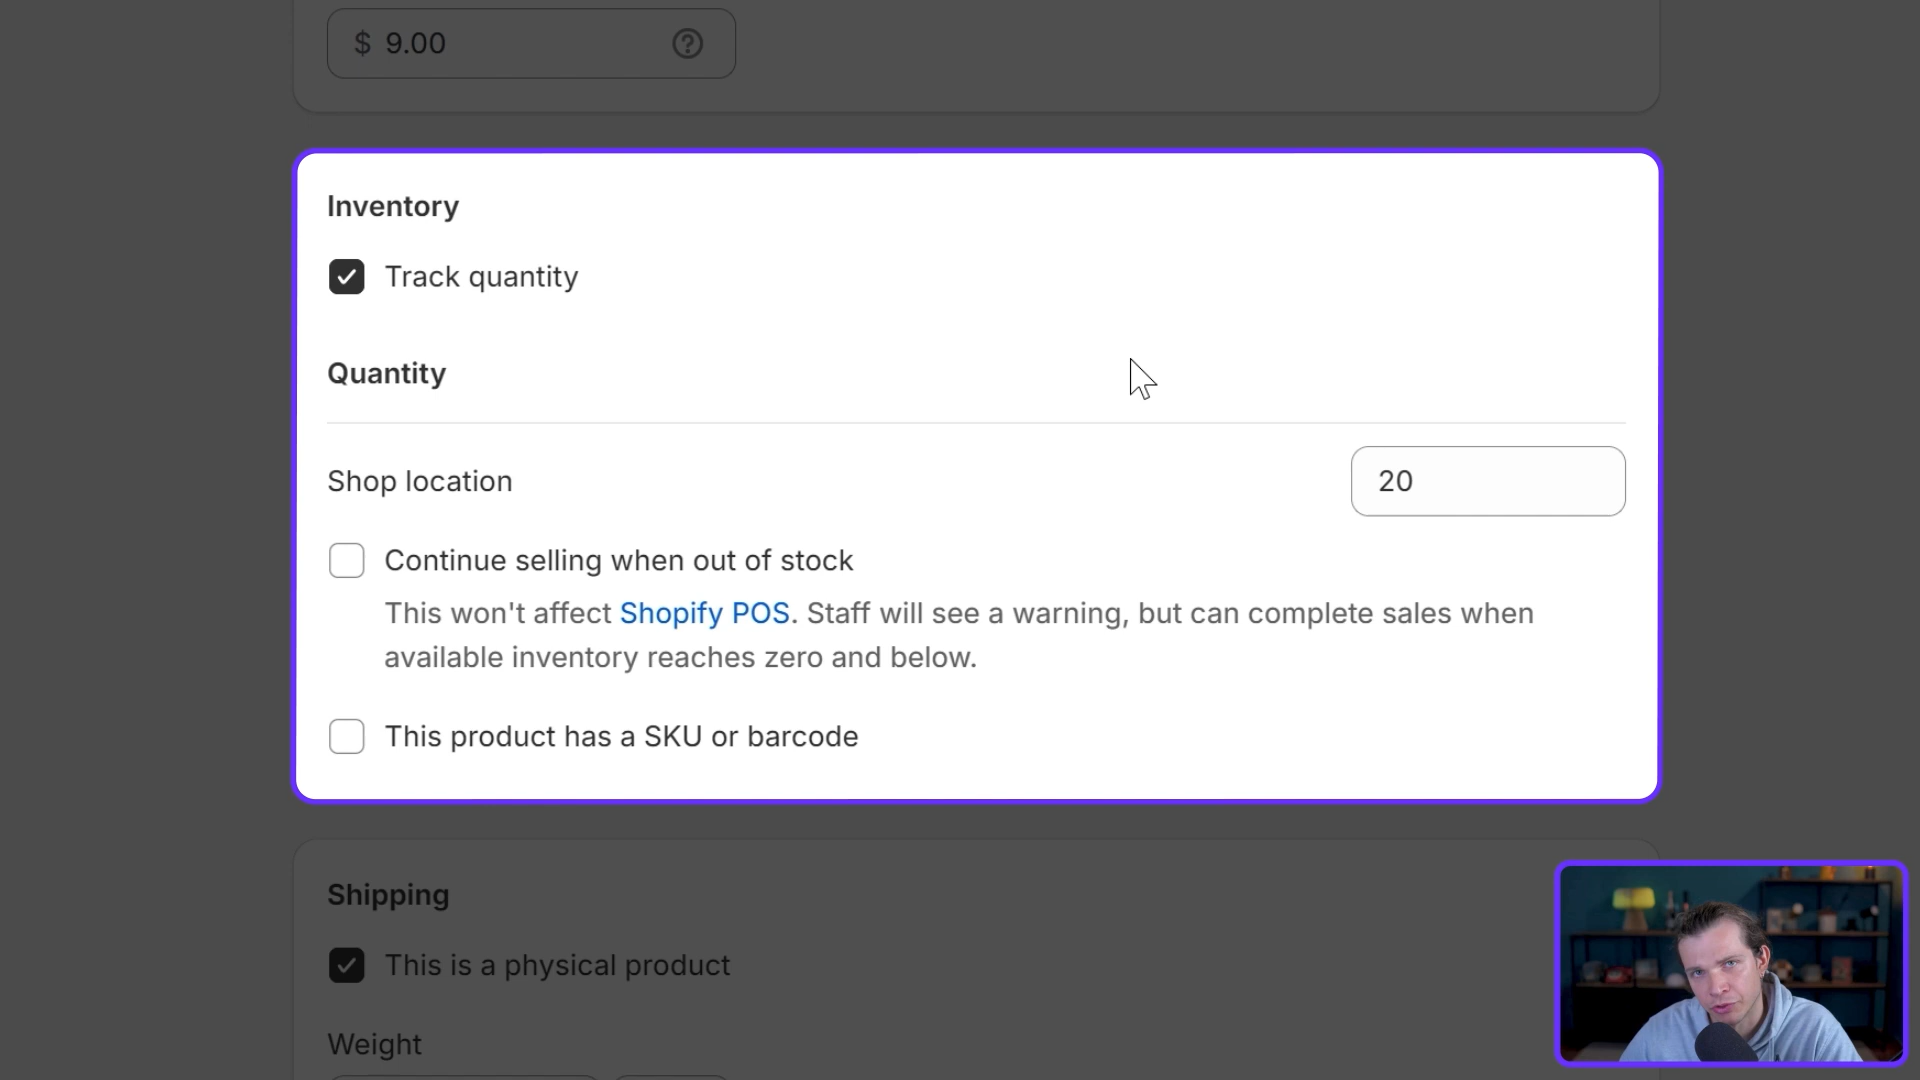 $ 9.00
Inventory
Track quantity
Quantity
Shop location
20
Continue selling when out of stock
This won't affect Shopify POS. Staff will see a warning, but can complete sales when
available inventory reaches zero and below.
This product has a SKU or barcode
Shipping
This is a physical product
Weight